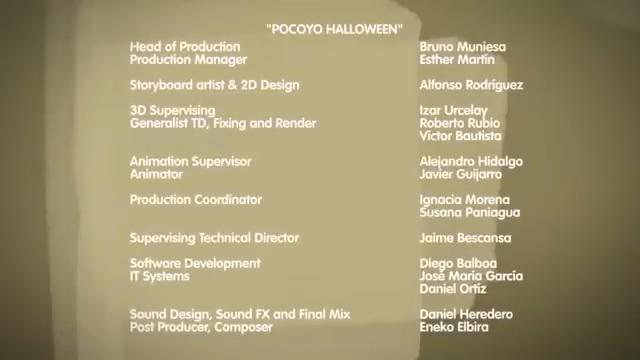 "POCOYO HALLOWEEN"
Head of Production Bruno Muniesa
Production Manager Esther Martín
Storyboard artist & 2D Design Alfonso Rodríguez
3D Supervising Izar Urcelay
Generalist TD, Fixing and Render Roberto Rubio
Víctor Bautista
Animation Supervisor Alejandro Hidalgo
Animator Javier Guijarro
Production Coordinator Ignacia Morena
Susana Paniagua
Supervising Technical Director Jaime Bescansa
Software Development Diego Balboa
IT Systems José María García
Daniel Ortíz
Sound Design, Sound FX and Final Mix Daniel Heredero
Post Producer, Composer Eneko Elbira